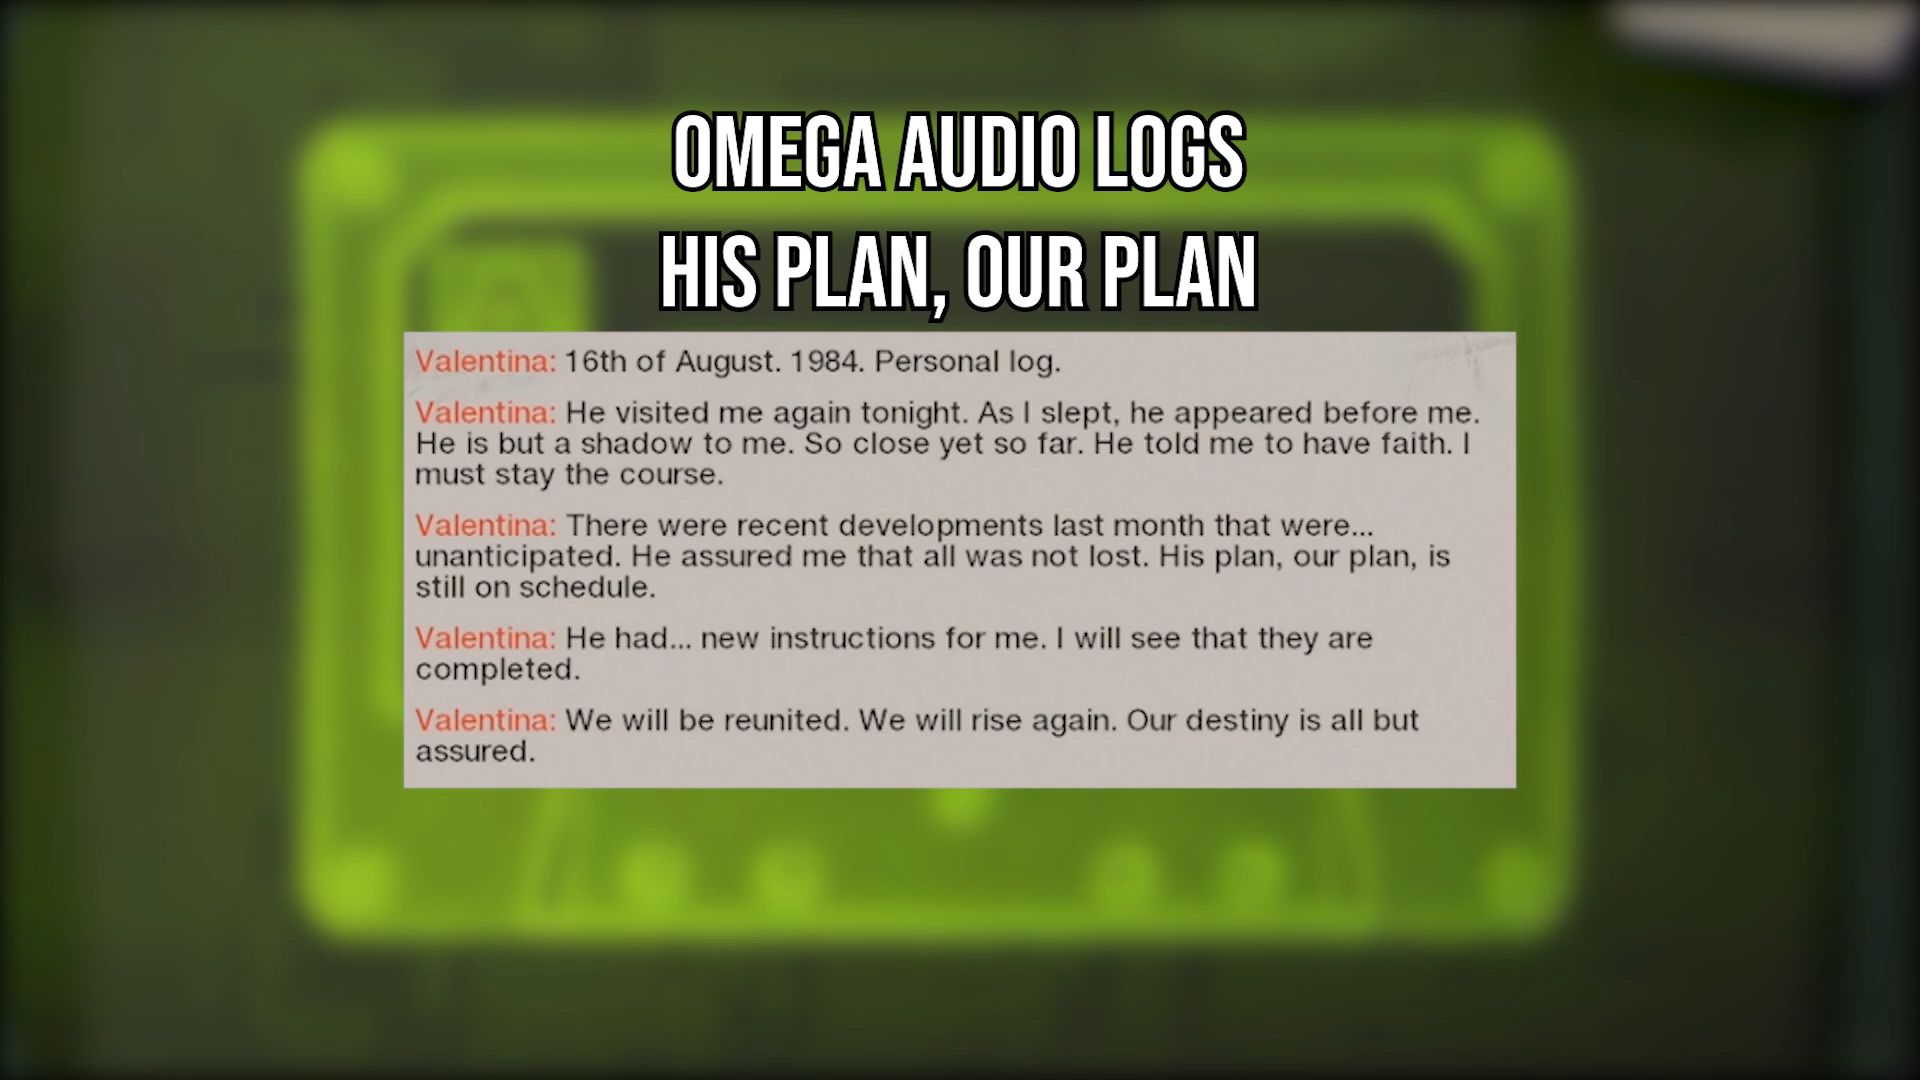 OMEGA AUDIO LOGS
HIS PLAN, OUR PLAN
Valentina: 16th of August. 1984. Personal log.
Valentina: He visited me again tonight. As I slept, he appeared before me.
He is but a shadow to me. So close yet so far. He told me to have faith. I
must stay the course.
Valentina: There were recent developments last month that were...
unanticipated. He assured me that all was not lost. His plan, our plan, is
still on schedule.
Valentina: He had... new instructions for me. I will see that they are
completed.
Valentina: We will be reunited. We will rise again. Our destiny is all but
assured.